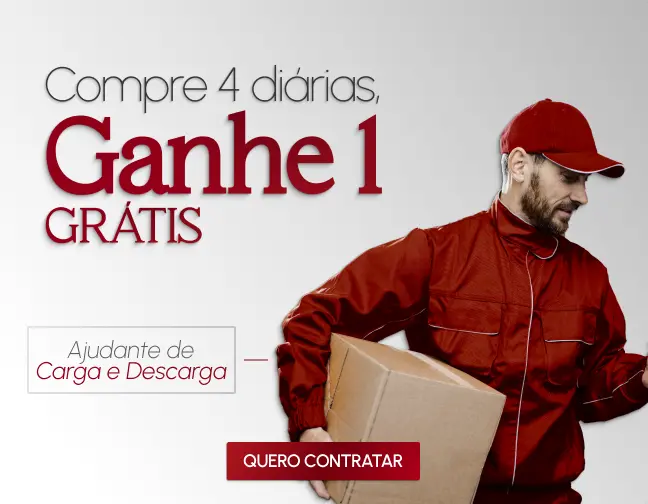 Compre 4 diárias,
Ganhe 1
GRÁTIS
Ajudante de
Carga e Descarga
QUERO CONTRATAR